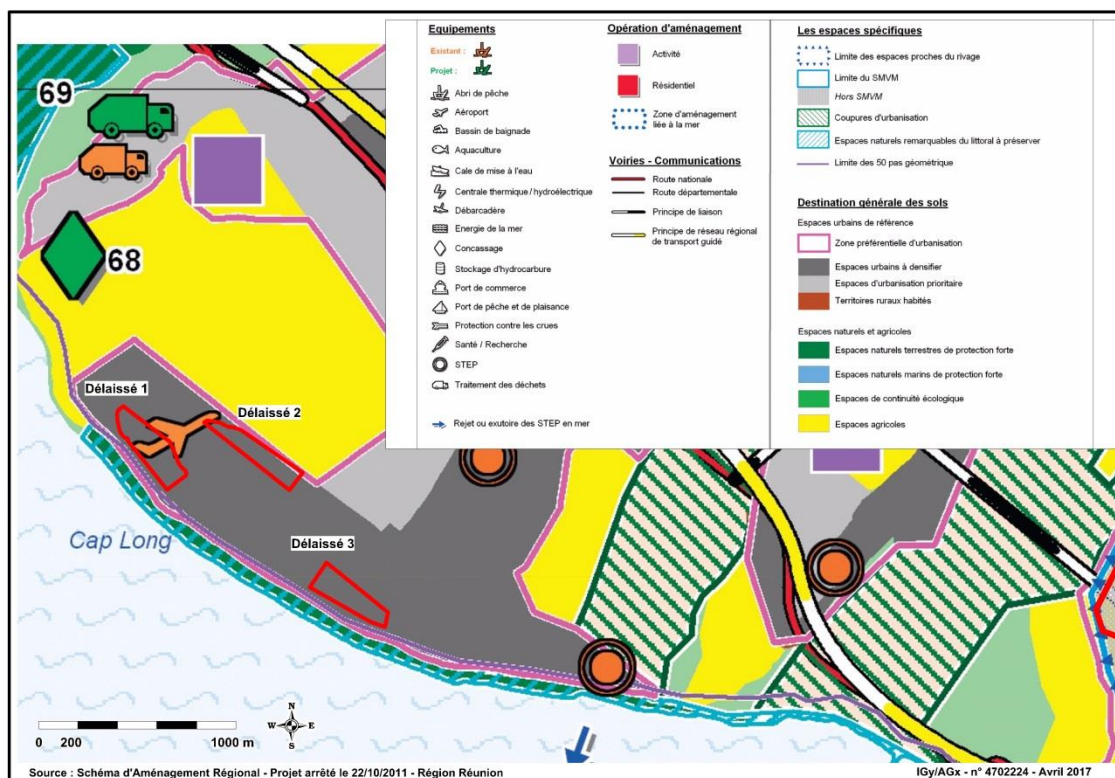 69
68
Délaissé 1
Délaissé 2
Délaissé 3
Cap Long
0 200 1000 m
N
W E
S
Equipements
Existant :
Projet :
Abri de pêche
Aéroport
Bassin de baignade
Aquaculture
Cale de mise à l'eau
Centrale thermique / hydroélectrique
Débarcadère
Energie de la mer
Concassage
Stockage d'hydrocarbure
Port de commerce
Port de pêche et de plaisance
Protection contre les crues
Santé / Recherche
STEP
Traitement des déchets
Rejet ou exutoire des STEP en mer
Opération d'aménagement
Activité
Résidentiel
Zone d'aménagement
liée à la mer
Voiries - Communications
Route nationale
Route départementale
Principe de liaison
Principe de réseau régional
de transport guidé
Les espaces spécifiques
Limite des espaces proches du rivage
Limite du SMVM
Hors SMVM
Coupures d'urbanisation
Espaces naturels remarquables du littoral à préserver
Limite des 50 pas géométrique
Destination générale des sols
Espaces urbains de référence
Zone préférentielle d'urbanisation
Espaces urbains à densifier
Espaces d'urbanisation prioritaire
Territoires ruraux habités
Espaces naturels et agricoles
Espaces naturels terrestres de protection forte
Espaces naturels marins de protection forte
Espaces de continuité écologique
Espaces agricoles
Source : Schéma d'Aménagement Régional - Projet arrêté le 22/10/2011 - Région Réunion
IGy/AGx - n° 4702224 - Avril 2017